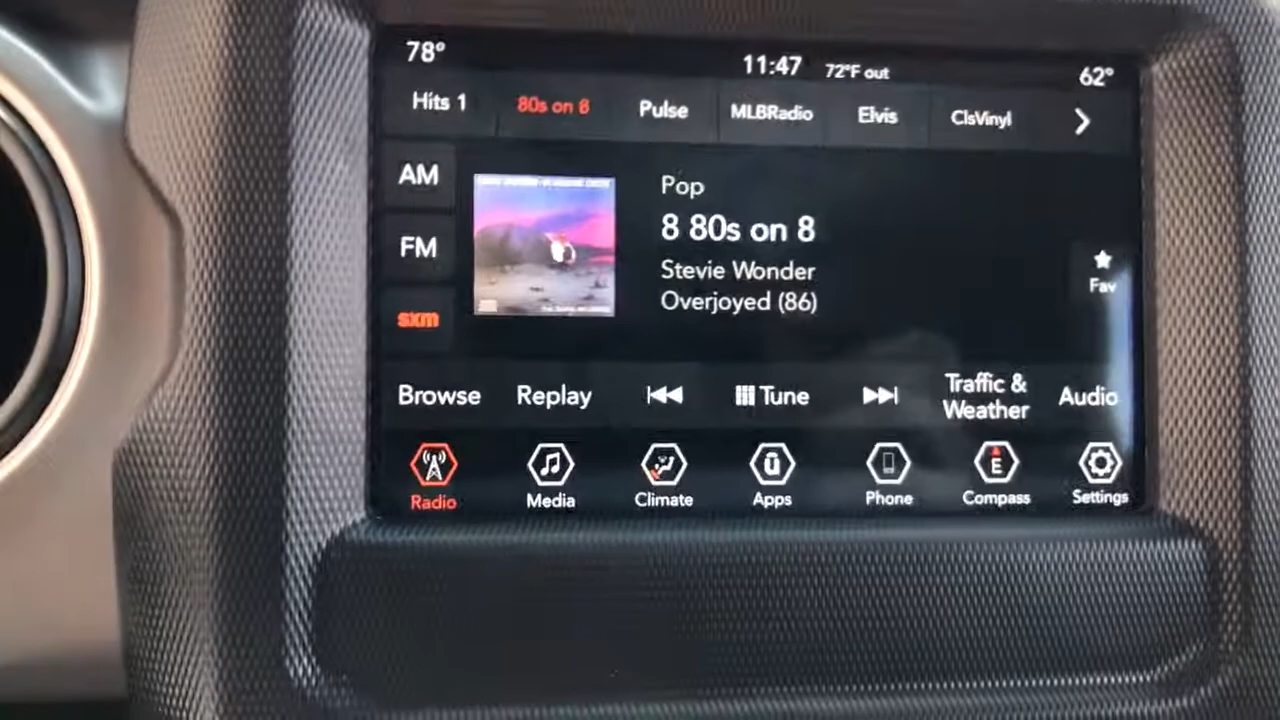 78°
11:47
72°F out
62°
Hits 1
80s on 8
Pulse
MLBRadio
Elvis
ClsVinyl
AM
FM
sxm
Pop
8 80s on 8
Stevie Wonder
Overjoyed (86)
Fav
Browse
Replay
Tune
Traffic &
Weather
Audio
E
Radio
Media
Climate
Apps
Phone
Compass
Settings